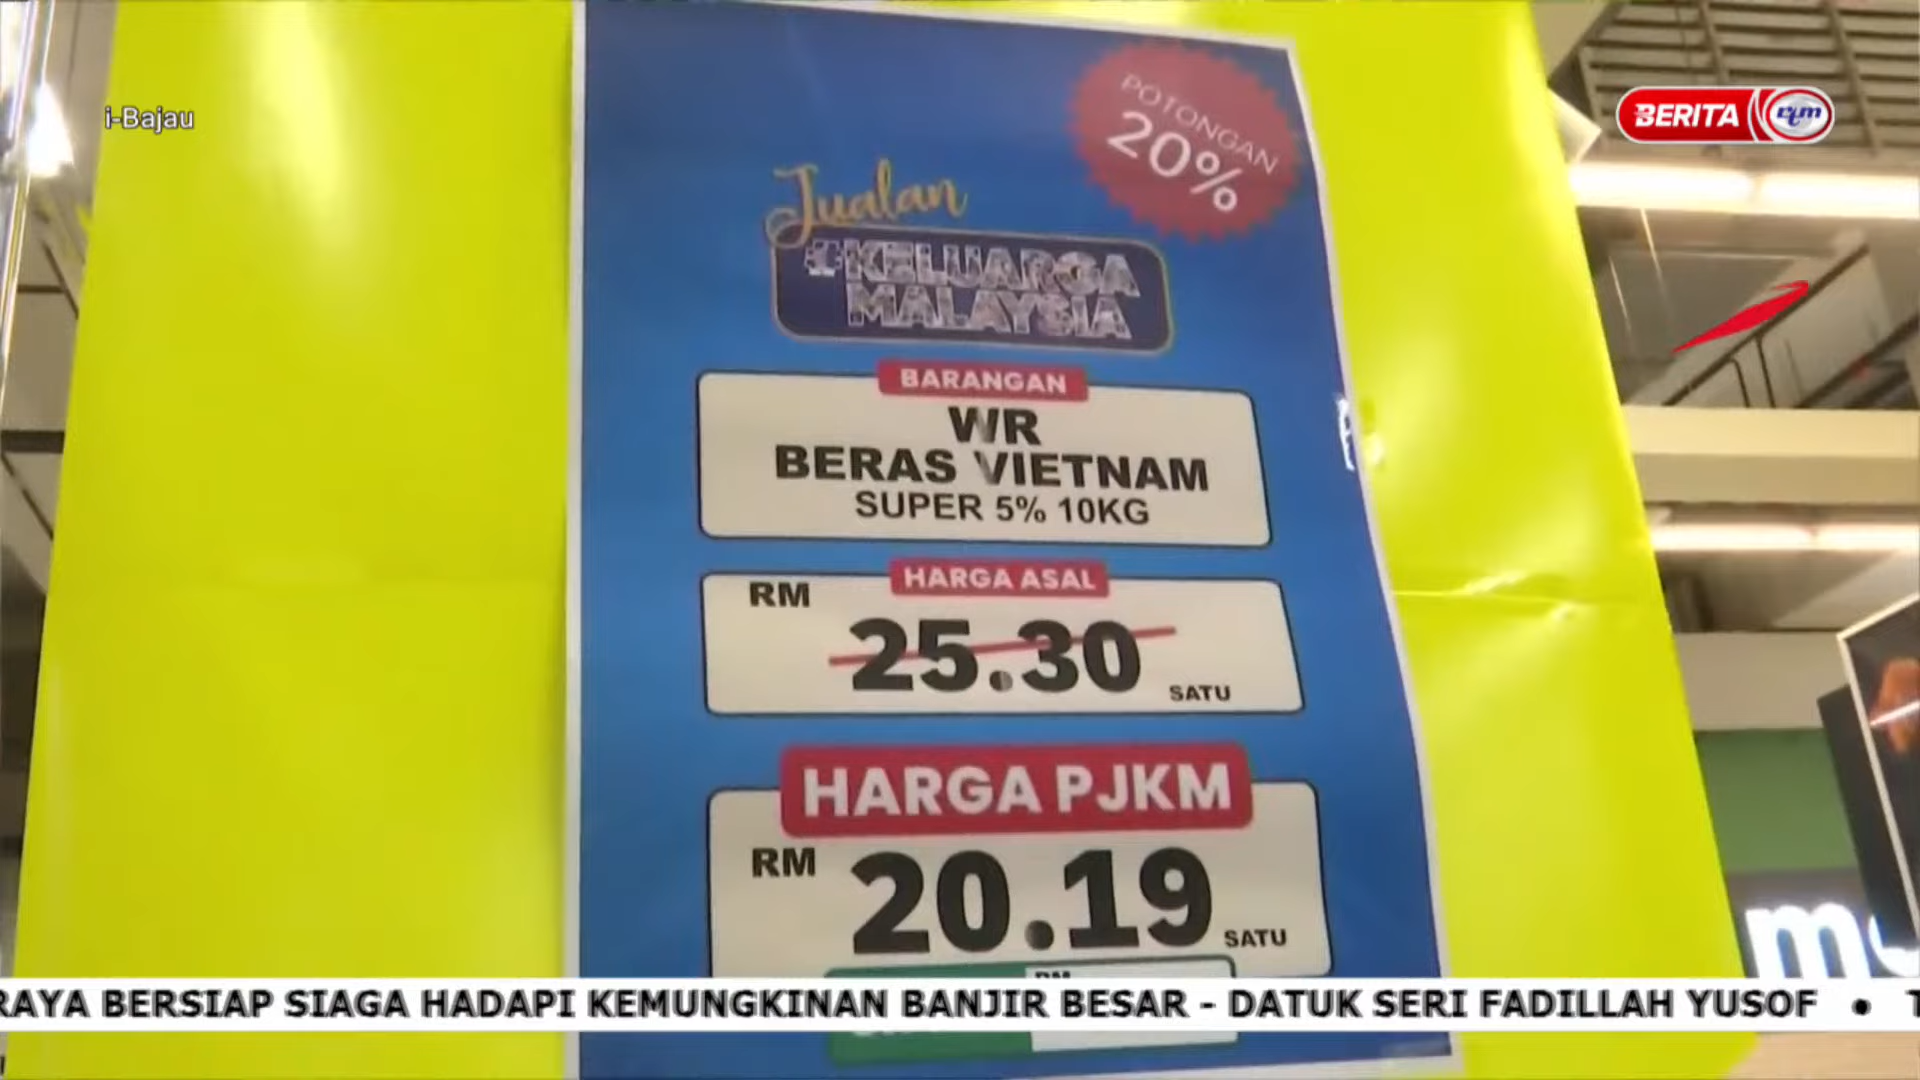 i-Bajau
BERITA rtm
POTONGAN
20%
Jualan
#KELUARGA
MALAYSIA
BARANGAN
WR
BERAS VIETNAM
SUPER 5% 10KG
HARGA ASAL
RM
25.30
SATU
HARGA PJKM
RM
20.19
SATU
RM
RAYA BERSIAP SIAGA HADAPI KEMUNGKINAN BANJIR BESAR - DATUK SERI FADILLAH YUSOF • T